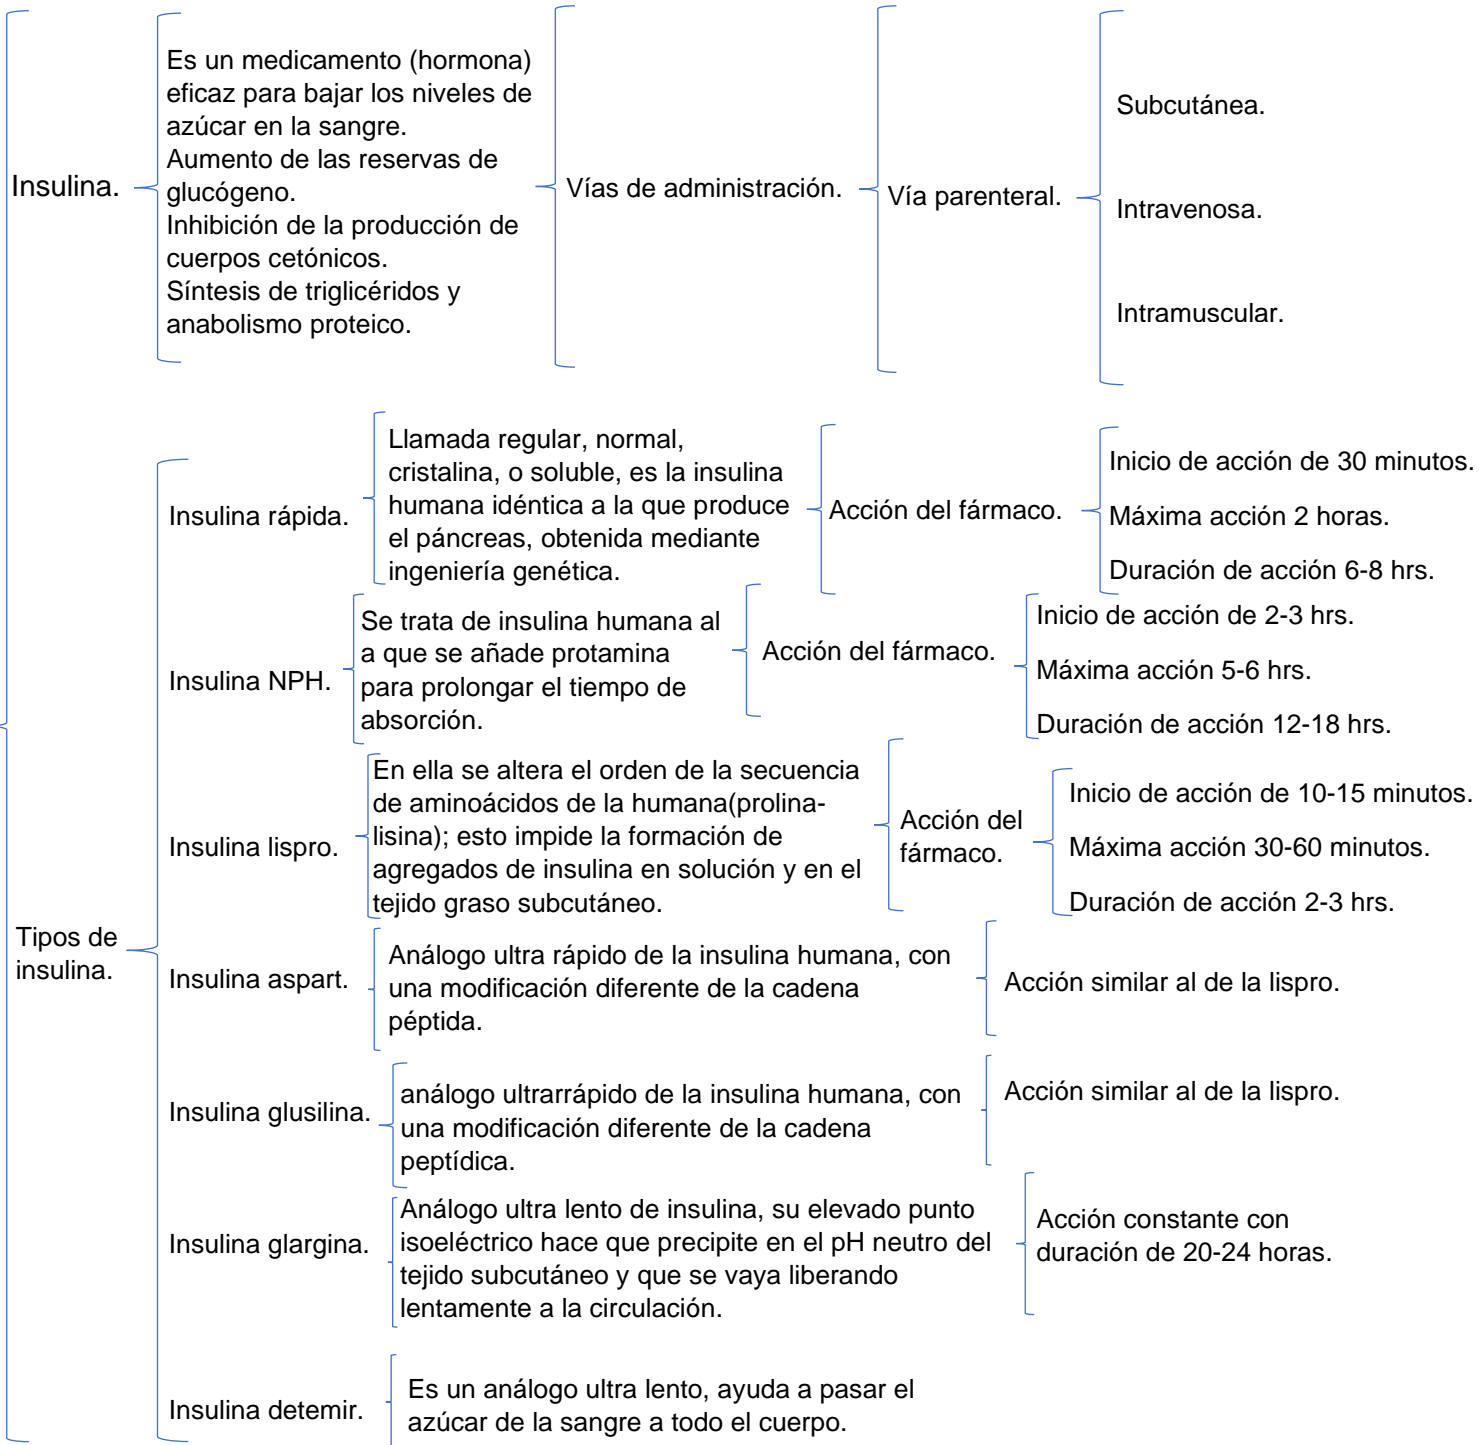 Insulina.
Es un medicamento (hormona)
eficaz para bajar los niveles de
azúcar en la sangre.
Aumento de las reservas de
glucógeno.
Inhibición de la producción de
cuerpos cetónicos.
Síntesis de triglicéridos y
anabolismo proteico.
Vías de administración.
Vía parenteral.
Subcutánea.
Intravenosa.
Intramuscular.
Tipos de
insulina.
Insulina rápida.
Llamada regular, normal,
cristalina, o soluble, es la insulina
humana idéntica a la que produce
el páncreas, obtenida mediante
ingeniería genética.
Acción del fármaco.
Inicio de acción de 30 minutos.
Máxima acción 2 horas.
Duración de acción 6-8 hrs.
Insulina NPH.
Se trata de insulina humana al
a que se añade protamina
para prolongar el tiempo de
absorción.
Acción del fármaco.
Inicio de acción de 2-3 hrs.
Máxima acción 5-6 hrs.
Duración de acción 12-18 hrs.
Insulina lispro.
En ella se altera el orden de la secuencia
de aminoácidos de la humana(prolina-
lisina); esto impide la formación de
agregados de insulina en solución y en el
tejido graso subcutáneo.
Acción del
fármaco.
Inicio de acción de 10-15 minutos.
Máxima acción 30-60 minutos.
Duración de acción 2-3 hrs.
Insulina aspart.
Análogo ultra rápido de la insulina humana, con
una modificación diferente de la cadena
péptida.
Acción similar al de la lispro.
Insulina glusilina.
análogo ultrarrápido de la insulina humana, con
una modificación diferente de la cadena
peptídica.
Acción similar al de la lispro.
Insulina glargina.
Análogo ultra lento de insulina, su elevado punto
isoeléctrico hace que precipite en el pH neutro del
tejido subcutáneo y que se vaya liberando
lentamente a la circulación.
Acción constante con
duración de 20-24 horas.
Insulina detemir.
Es un análogo ultra lento, ayuda a pasar el
azúcar de la sangre a todo el cuerpo.